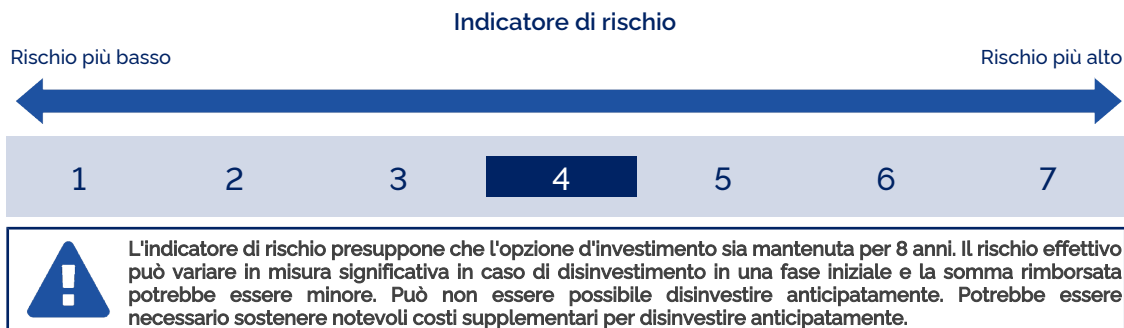 Indicatore di rischio
Rischio più basso
Rischio più alto
1 2 3 4 5 6 7
L'indicatore di rischio presuppone che l'opzione d'investimento sia mantenuta per 8 anni. Il rischio effettivo
può variare in misura significativa in caso di disinvestimento in una fase iniziale e la somma rimborsata
potrebbe essere minore. Può non essere possibile disinvestire anticipatamente. Potrebbe essere
necessario sostenere notevoli costi supplementari per disinvestire anticipatamente.